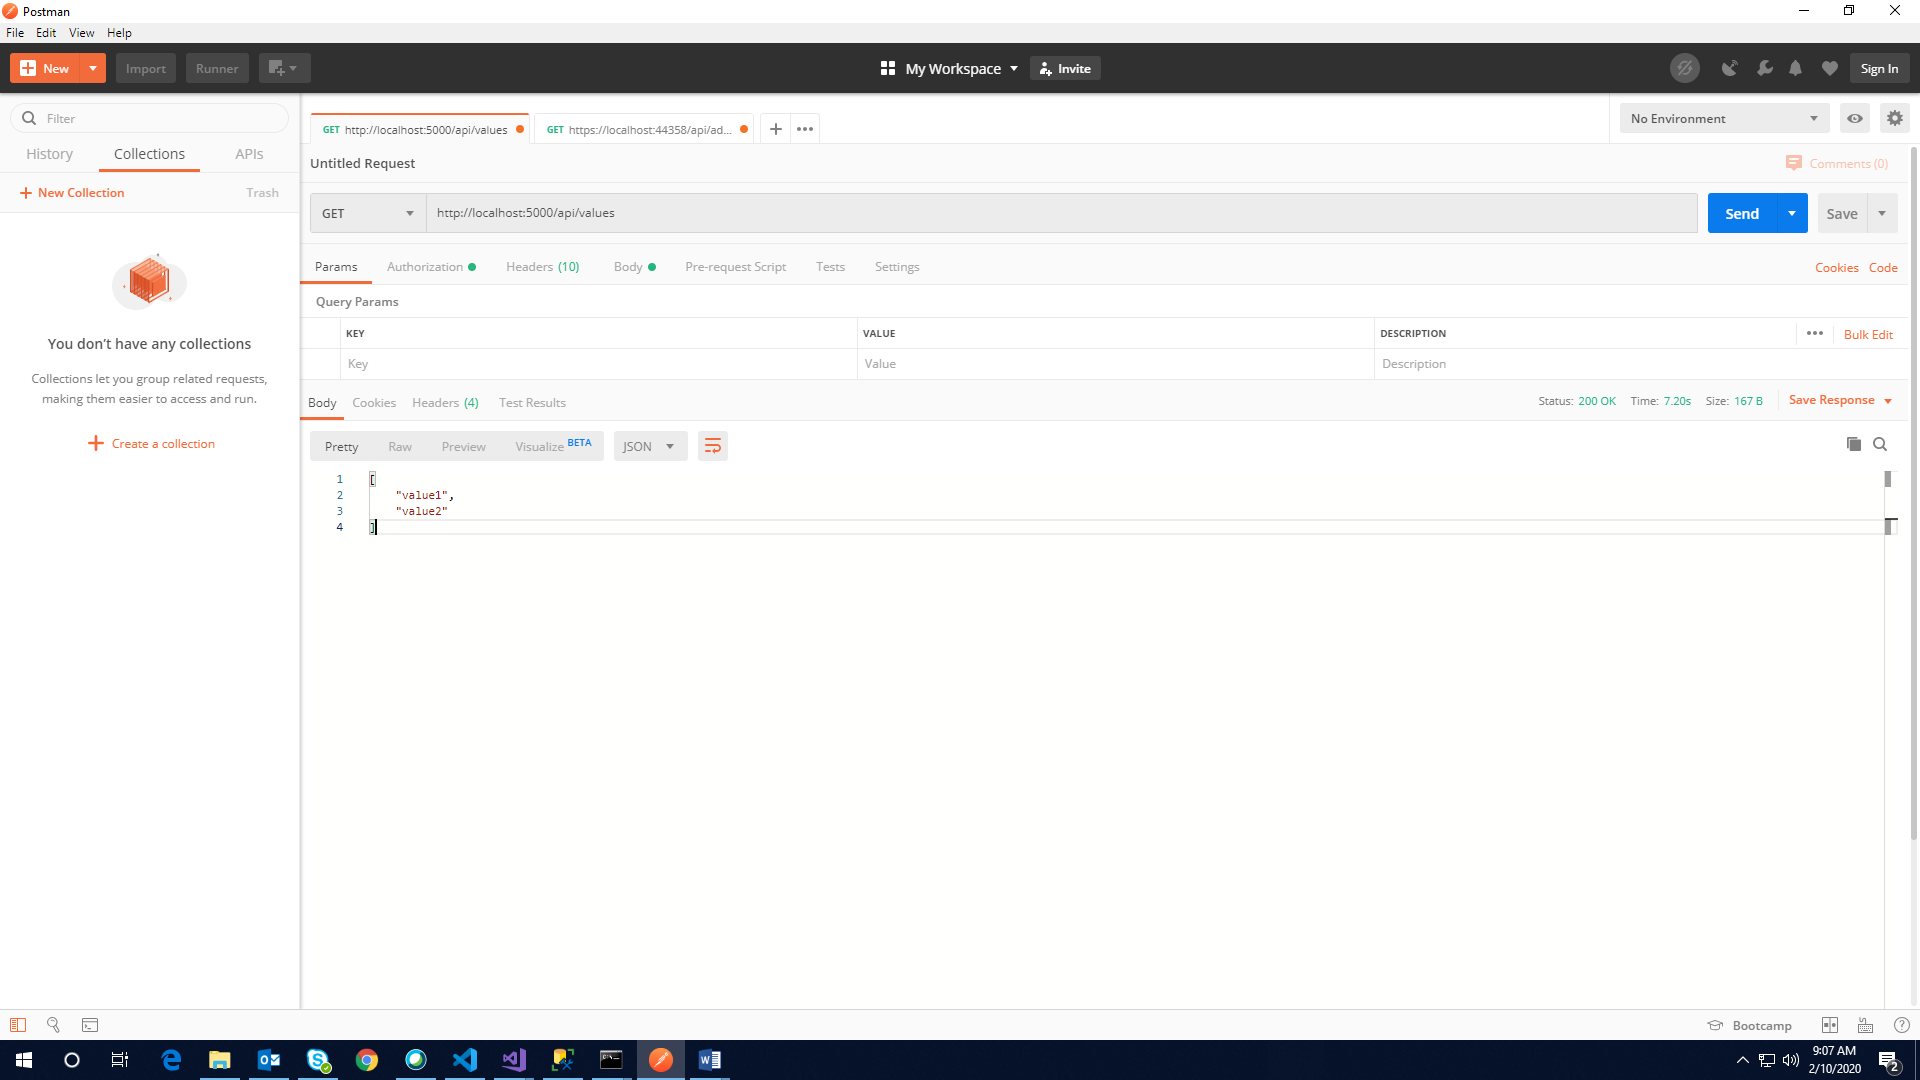 Postman
File Edit View Help
New Import Runner My Workspace Invite Sign In
Filter
History Collections APIs
New Collection Trash
You don't have any collections
Collections let you group related requests,
making them easier to access and run.
Create a collection
GET http://localhost:5000/api/values GET https://localhost:44358/api/ad... No Environment
Untitled Request Comments (0)
GET http://localhost:5000/api/values Send Save
Params Authorization Headers (10) Body Pre-request Script Tests Settings Cookies Code
Query Params
KEY VALUE DESCRIPTION Bulk Edit
Key Value Description
Body Cookies Headers (4) Test Results Status: 200 OK Time: 7.20s Size: 167 B Save Response
Pretty Raw Preview Visualize BETA JSON
1 [
2 "value1",
3 "value2"
4 ]
Bootcamp
9:07 AM
2/10/2020
2